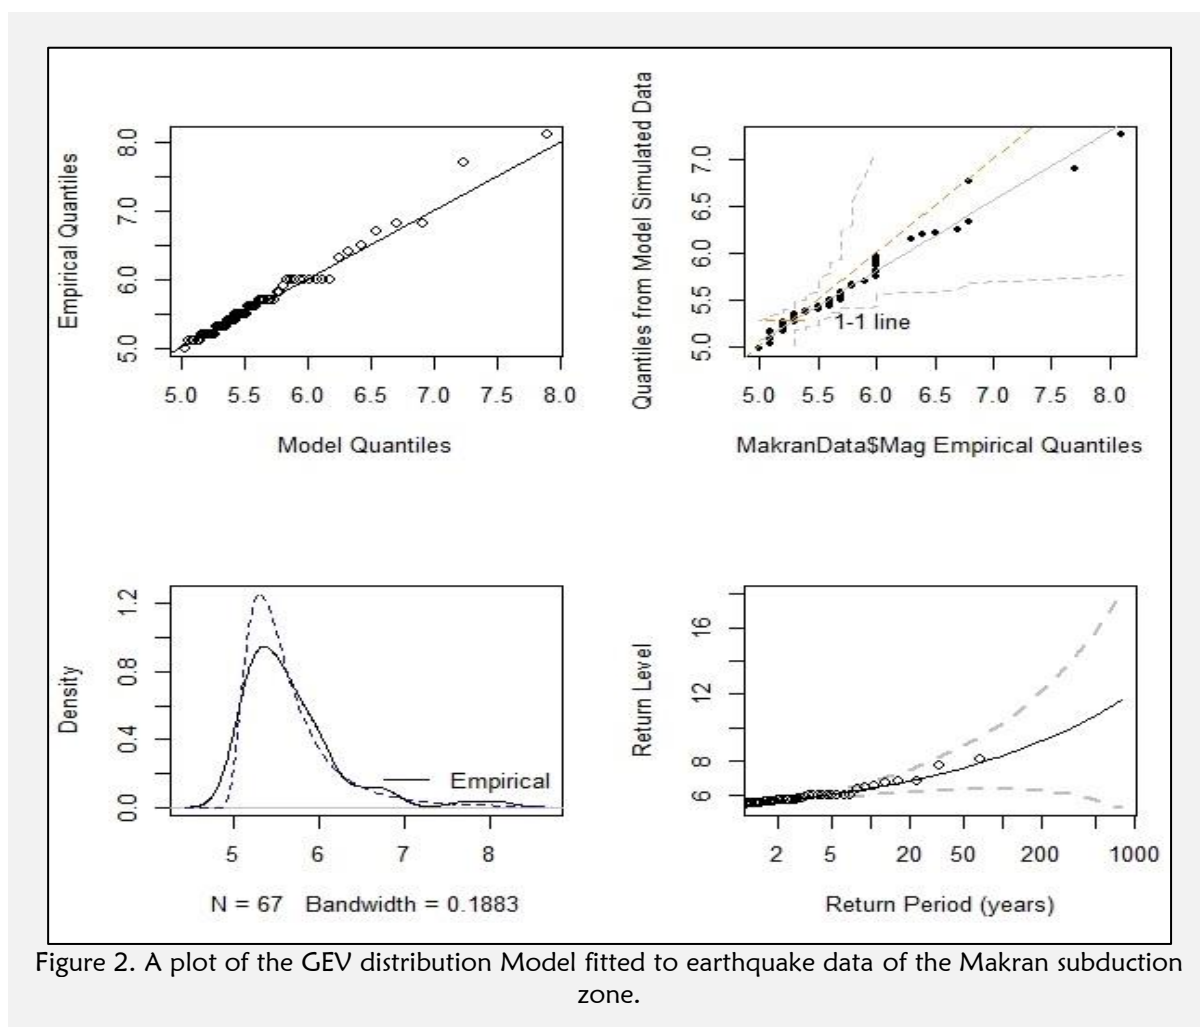 Empirical Quantiles
8.0
7.0
6.0
5.0
5.0 5.5 6.0 6.5 7.0 7.5 8.0
Model Quantiles
Quantiles from Model Simulated Data
7.0
6.5
6.0
5.5
5.0
1-1 line
5.0 5.5 6.0 6.5 7.0 7.5 8.0
MakranData$Mag Empirical Quantiles
Density
1.2
0.8
0.4
0.0
Empirical
5 6 7 8
N = 67 Bandwidth = 0.1883
Return Level
16
12
8
6
2 5 20 50 200 1000
Return Period (years)
Figure 2. A plot of the GEV distribution Model fitted to earthquake data of the Makran subduction
zone.